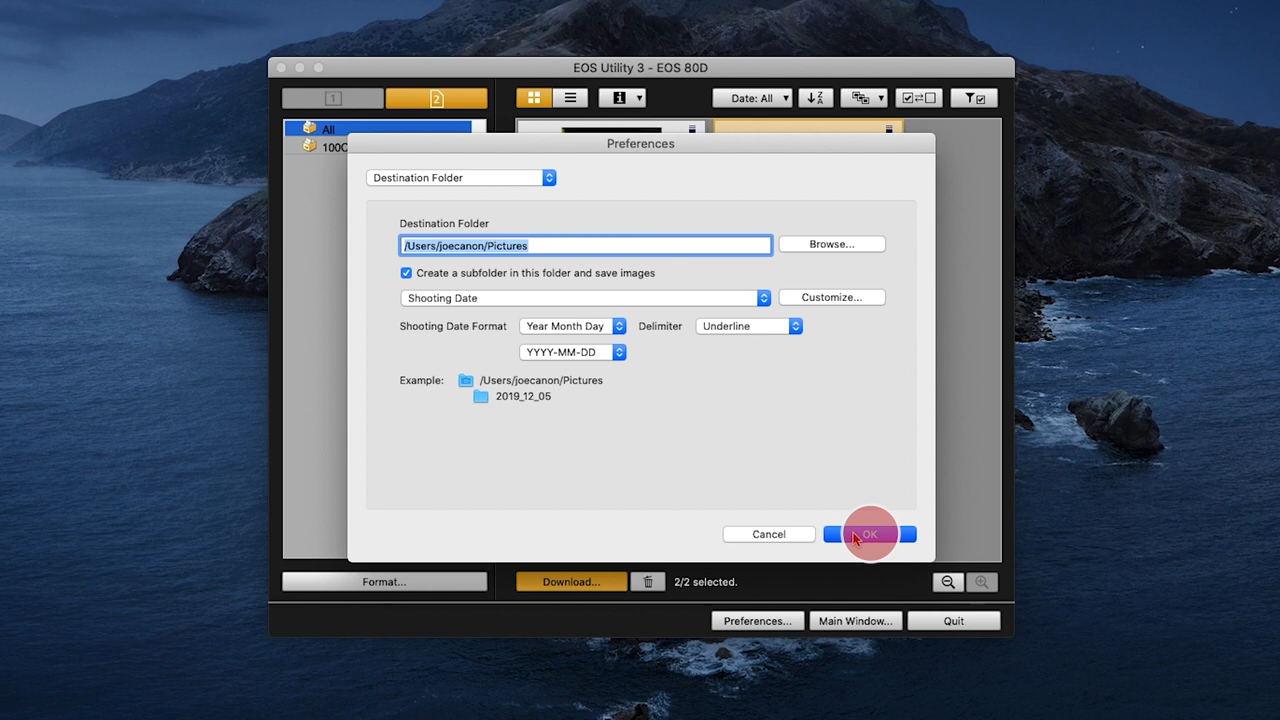 EOS Utility 3 - EOS 80D
1
2
Date: All
All
100C
Preferences
Destination Folder
Destination Folder
/Users/joecanon/Pictures
Browse...
Create a subfolder in this folder and save images
Shooting Date
Customize...
Shooting Date Format
Year Month Day
Delimiter
Underline
YYYY-MM-DD
Example:
/Users/joecanon/Pictures
2019_12_05
Cancel
OK
Format...
Download...
2/2 selected.
Preferences...
Main Window...
Quit